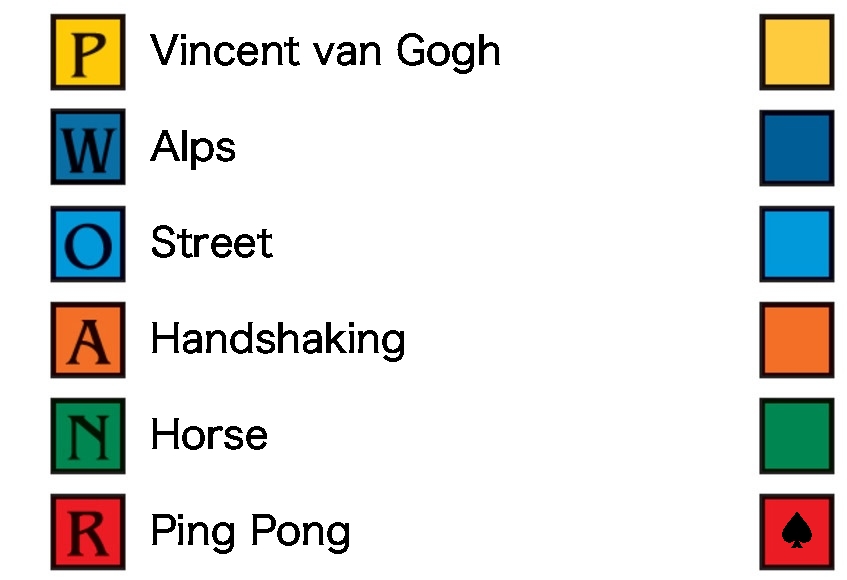 P Vincent van Gogh
W Alps
O Street
A Handshaking
N Horse
R Ping Pong